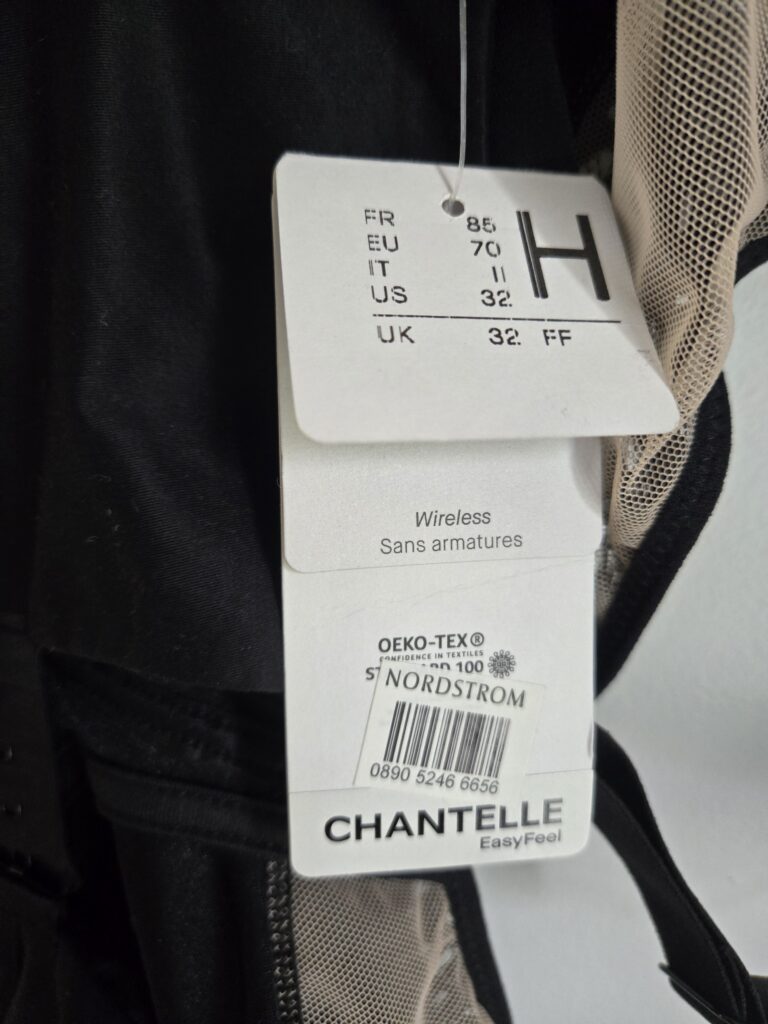 FR 85 H
EU 70
IT II
US 32
UK 32 FF
Wireless
Sans armatures
OEKO-TEX®
CONFIDENCE IN TEXTILES
100
NORDSTROM
0890 5246 6656
CHANTELLE
EasyFeel